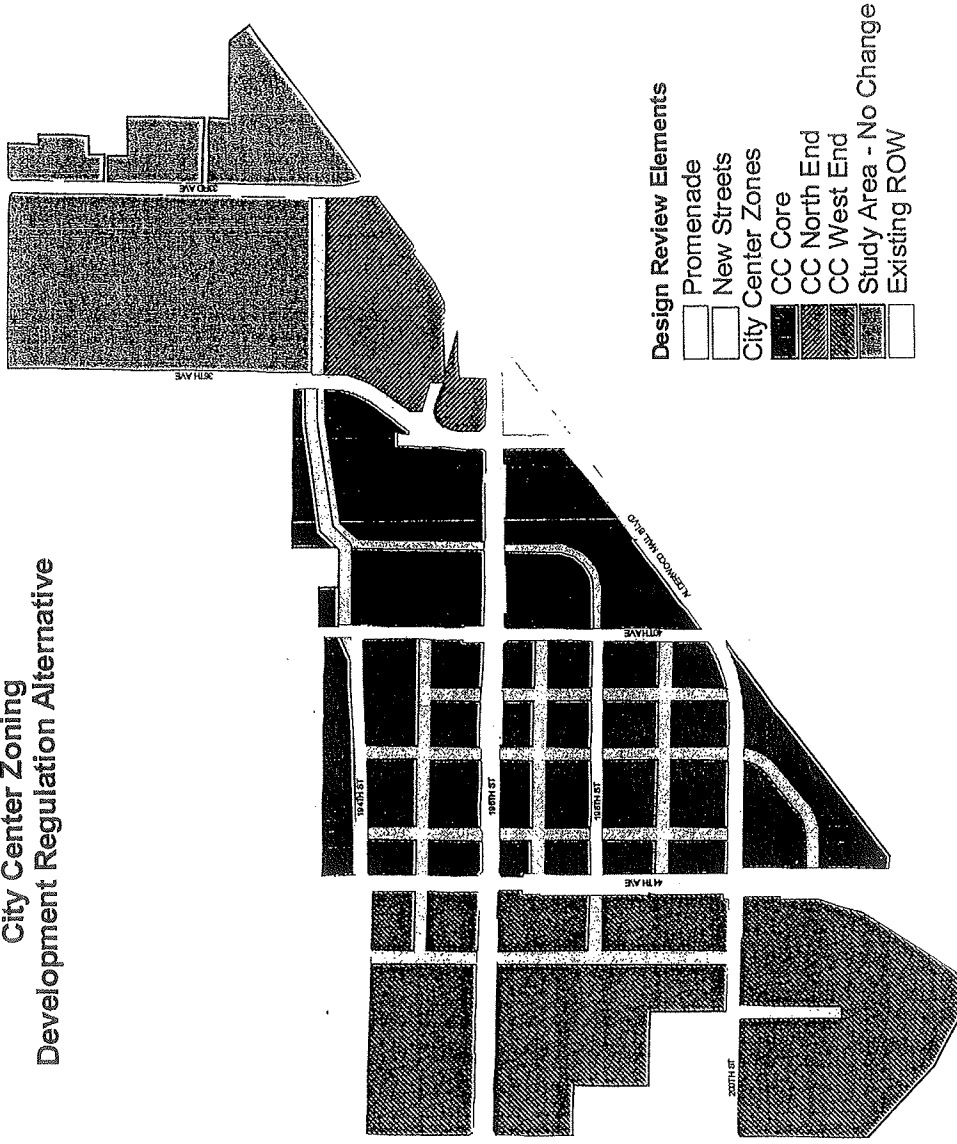 City Center Zoning
Development Regulation Alternative
33RD AVE
36TH AVE
194TH ST
196TH ST
198TH ST
40TH AVE
44TH AVE
ALDERWOOD MALL BLVD
200TH ST
Design Review Elements
Promenade
New Streets
City Center Zones
CC Core
CC North End
CC West End
Study Area - No Change
Existing ROW